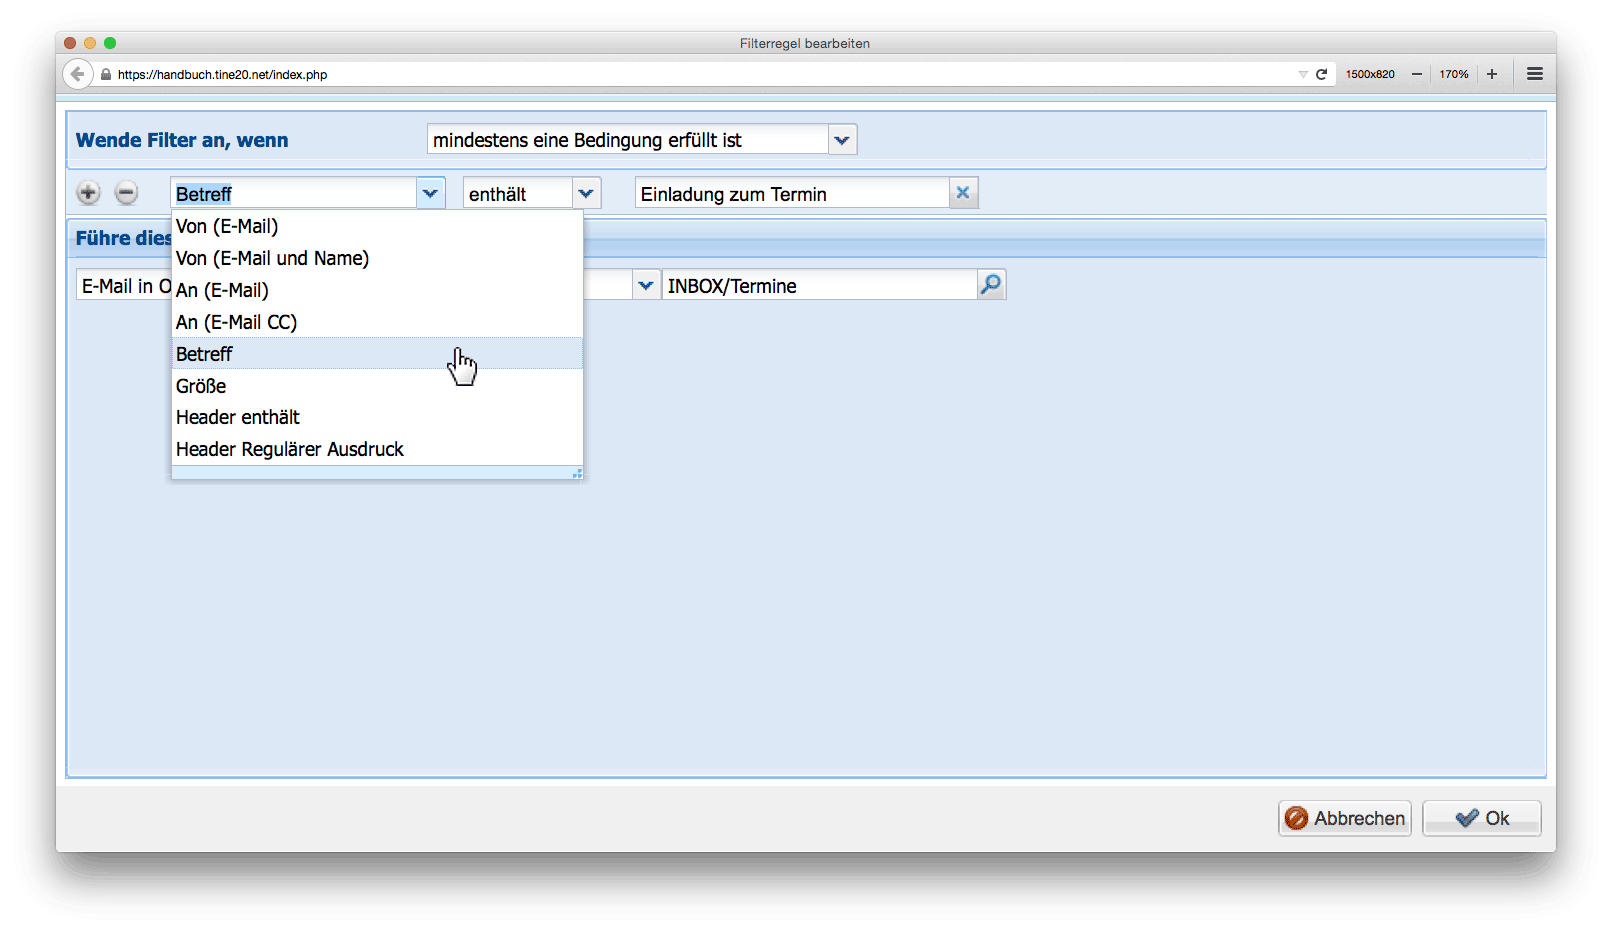 Filterregel bearbeiten
https://handbuch.tine20.net/index.php 1500x820 170%
Wende Filter an, wenn mindestens eine Bedingung erfüllt ist
Betreff enthält Einladung zum Termin
Von (E-Mail)
Führe dies
Von (E-Mail und Name)
E-Mail in O INBOX/Termine
An (E-Mail)
An (E-Mail CC)
Betreff
Größe
Header enthält
Header Regulärer Ausdruck
Abbrechen Ok